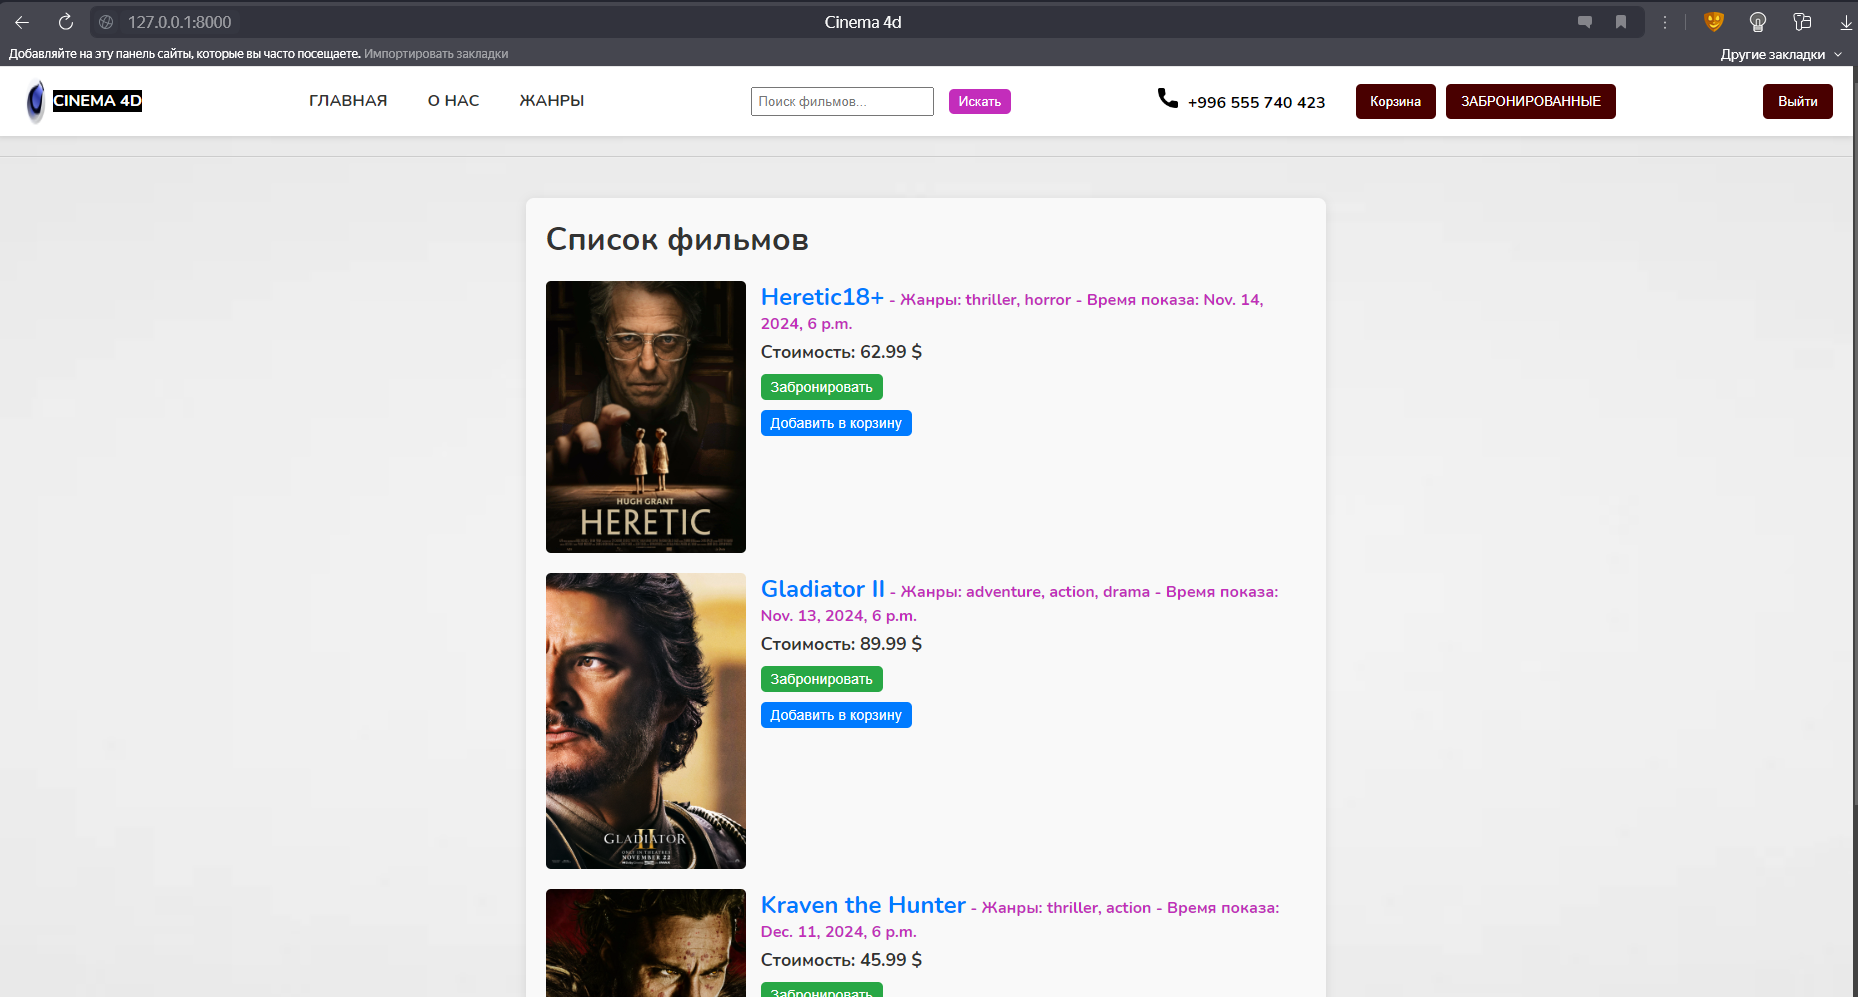 127.0.0.1:8000
Cinema 4d
Добавляйте на эту панель сайты, которые вы часто посещаете. Импортировать закладки
Другие закладки
CINEMA 4D
ГЛАВНАЯ
О НАС
ЖАНРЫ
Поиск фильмов...
Искать
+996 555 740 423
Корзина
ЗАБРОНИРОВАННЫЕ
Выйти
Список фильмов
Heretic18+ - Жанры: thriller, horror - Время показа: Nov. 14,
2024, 6 p.m.
Стоимость: 62.99 $
Забронировать
Добавить в корзину
HUGH GRANT
HERETIC
Gladiator II - Жанры: adventure, action, drama - Время показа:
Nov. 13, 2024, 6 p.m.
Стоимость: 89.99 $
Забронировать
Добавить в корзину
II
GLADIATOR
ONLY IN THEATRES
NOVEMBER 22
Kraven the Hunter - Жанры: thriller, action - Время показа:
Dec. 11, 2024, 6 p.m.
Стоимость: 45.99 $
Забронировать